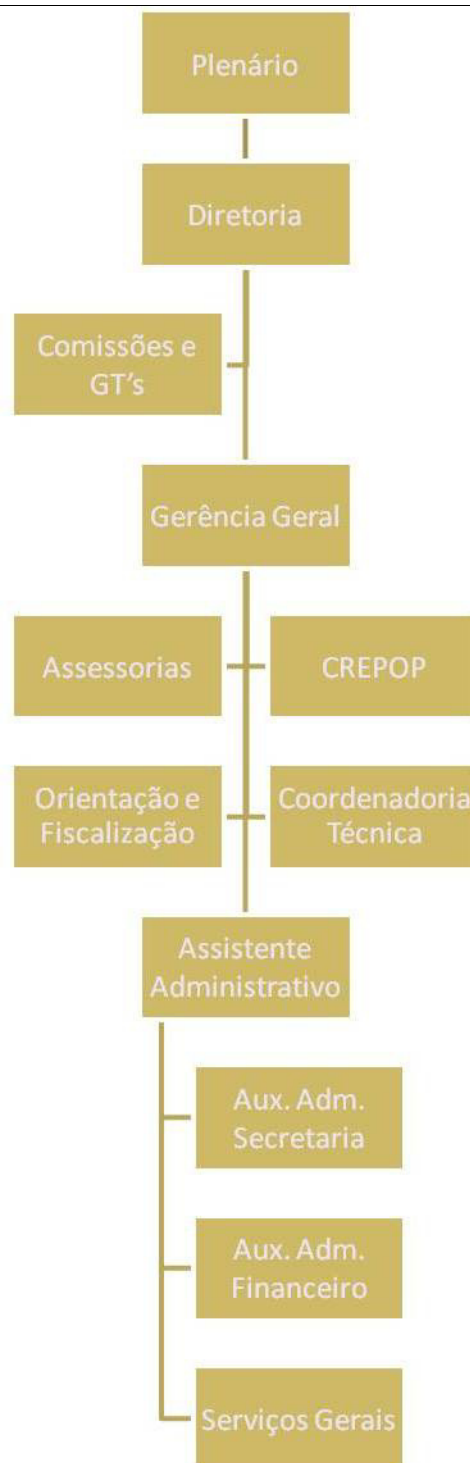 Plenário
Diretoria
Comissões e
GT’s
Gerência Geral
Assessorias
CREPOP
Orientação e
Fiscalização
Coordenadoria
Técnica
Assistente
Administrativo
Aux. Adm.
Secretaria
Aux. Adm.
Financeiro
Serviços Gerais